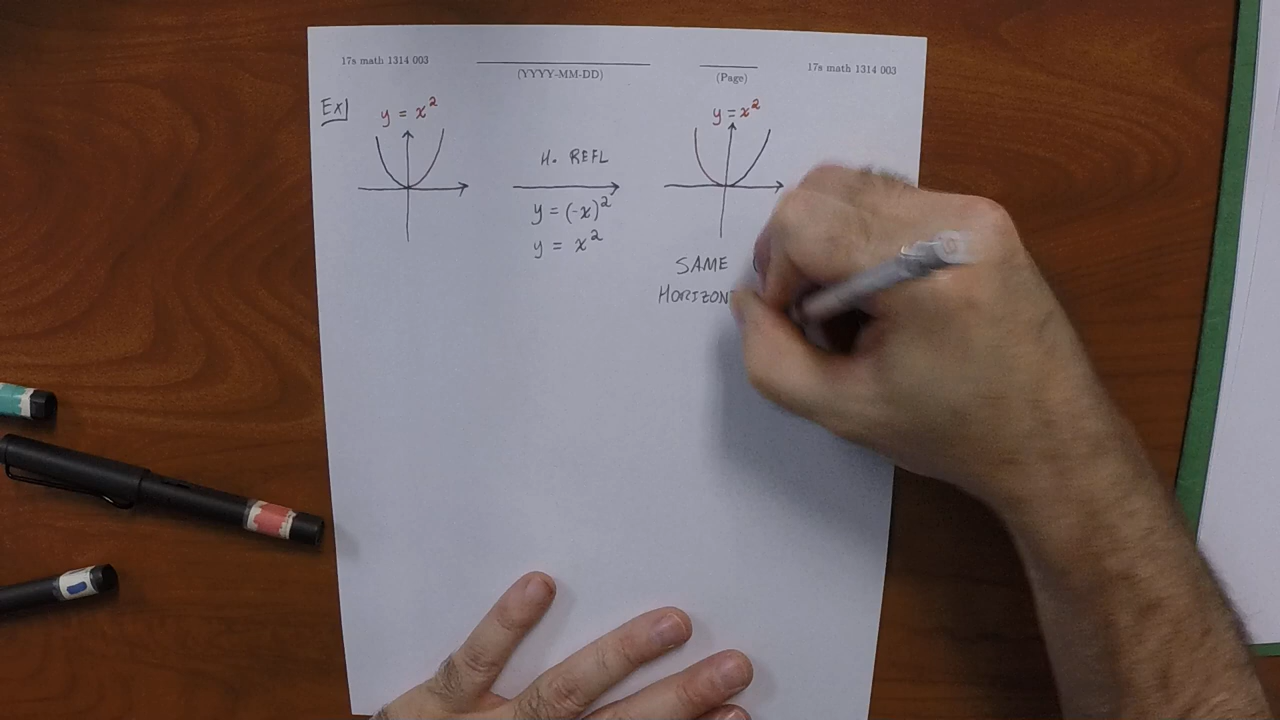 17s math 1314 003
(YYYY-MM-DD)
(Page)
17s math 1314 003
Ex
y = x²
H. REFL
y = (-x)²
y = x²
y = x²
SAME
HORIZON